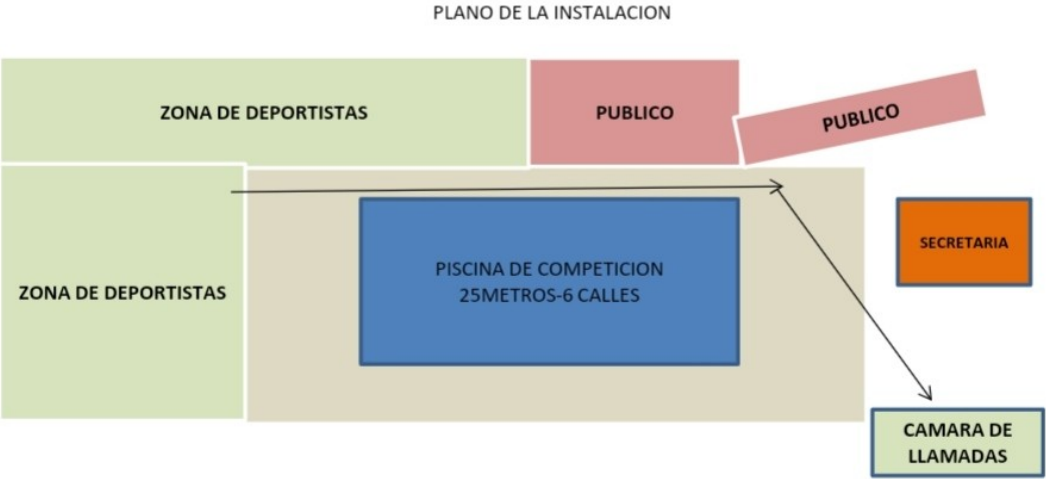 PLANO DE LA INSTALACION
ZONA DE DEPORTISTAS
PUBLICO
PUBLICO
SECRETARIA
PISCINA DE COMPETICION
25METROS-6 CALLES
ZONA DE DEPORTISTAS
CAMARA DE
LLAMADAS